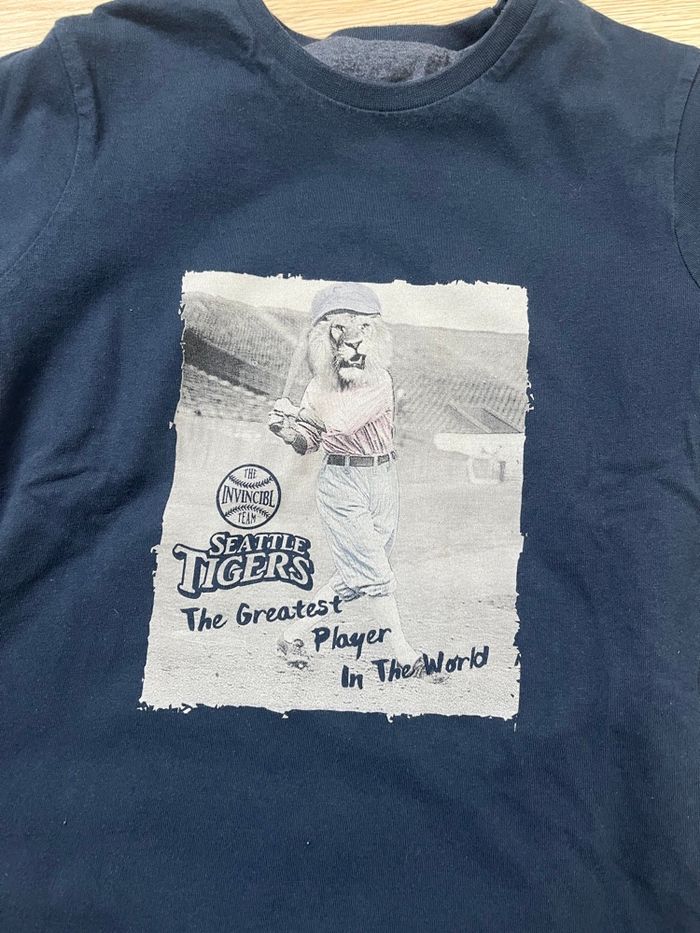 THE
INVINCIBL
TEAM
SEATTLE
TIGERS
The Greatest
Player
In The World